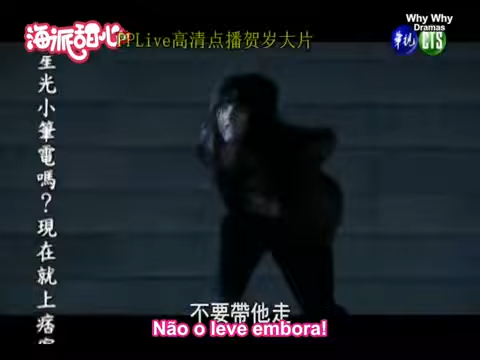 海派甜心
PPLive高清点播贺岁大片
Why Why
Dramas
華視 CTS
星光小筆電嗎？現在就上痞客
不要帶他走
Não o leve embora!